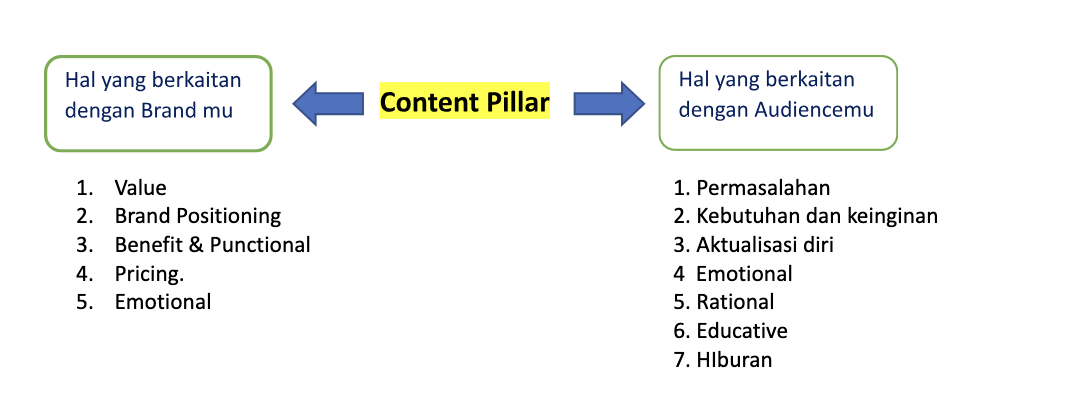 Hal yang berkaitan
dengan Brand mu
Content Pillar
Hal yang berkaitan
dengan Audiencemu
1. Value
2. Brand Positioning
3. Benefit & Punctional
4. Pricing.
5. Emotional
1. Permasalahan
2. Kebutuhan dan keinginan
3. Aktualisasi diri
4 Emotional
5. Rational
6. Educative
7. HIburan